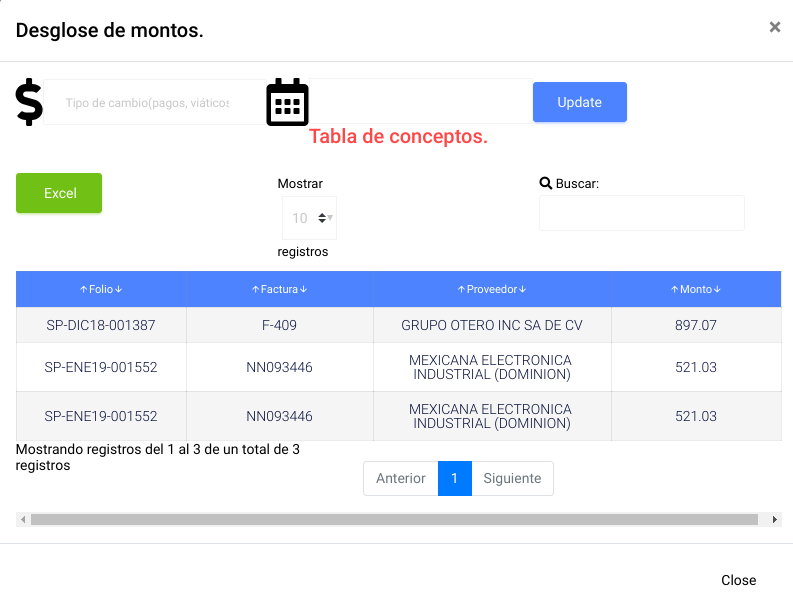 Desglose de montos.
×
Tipo de cambio(pagos, viáticos
Update
Tabla de conceptos.
Excel
Mostrar
10
registros
Buscar:
↑Folio↓ ↑Factura↓ ↑Proveedor↓ ↑Monto↓
SP-DIC18-001387 F-409 GRUPO OTERO INC SA DE CV 897.07
SP-ENE19-001552 NN093446 MEXICANA ELECTRONICA
INDUSTRIAL (DOMINION) 521.03
SP-ENE19-001552 NN093446 MEXICANA ELECTRONICA
INDUSTRIAL (DOMINION) 521.03
Mostrando registros del 1 al 3 de un total de 3
registros
Anterior 1 Siguiente
Close